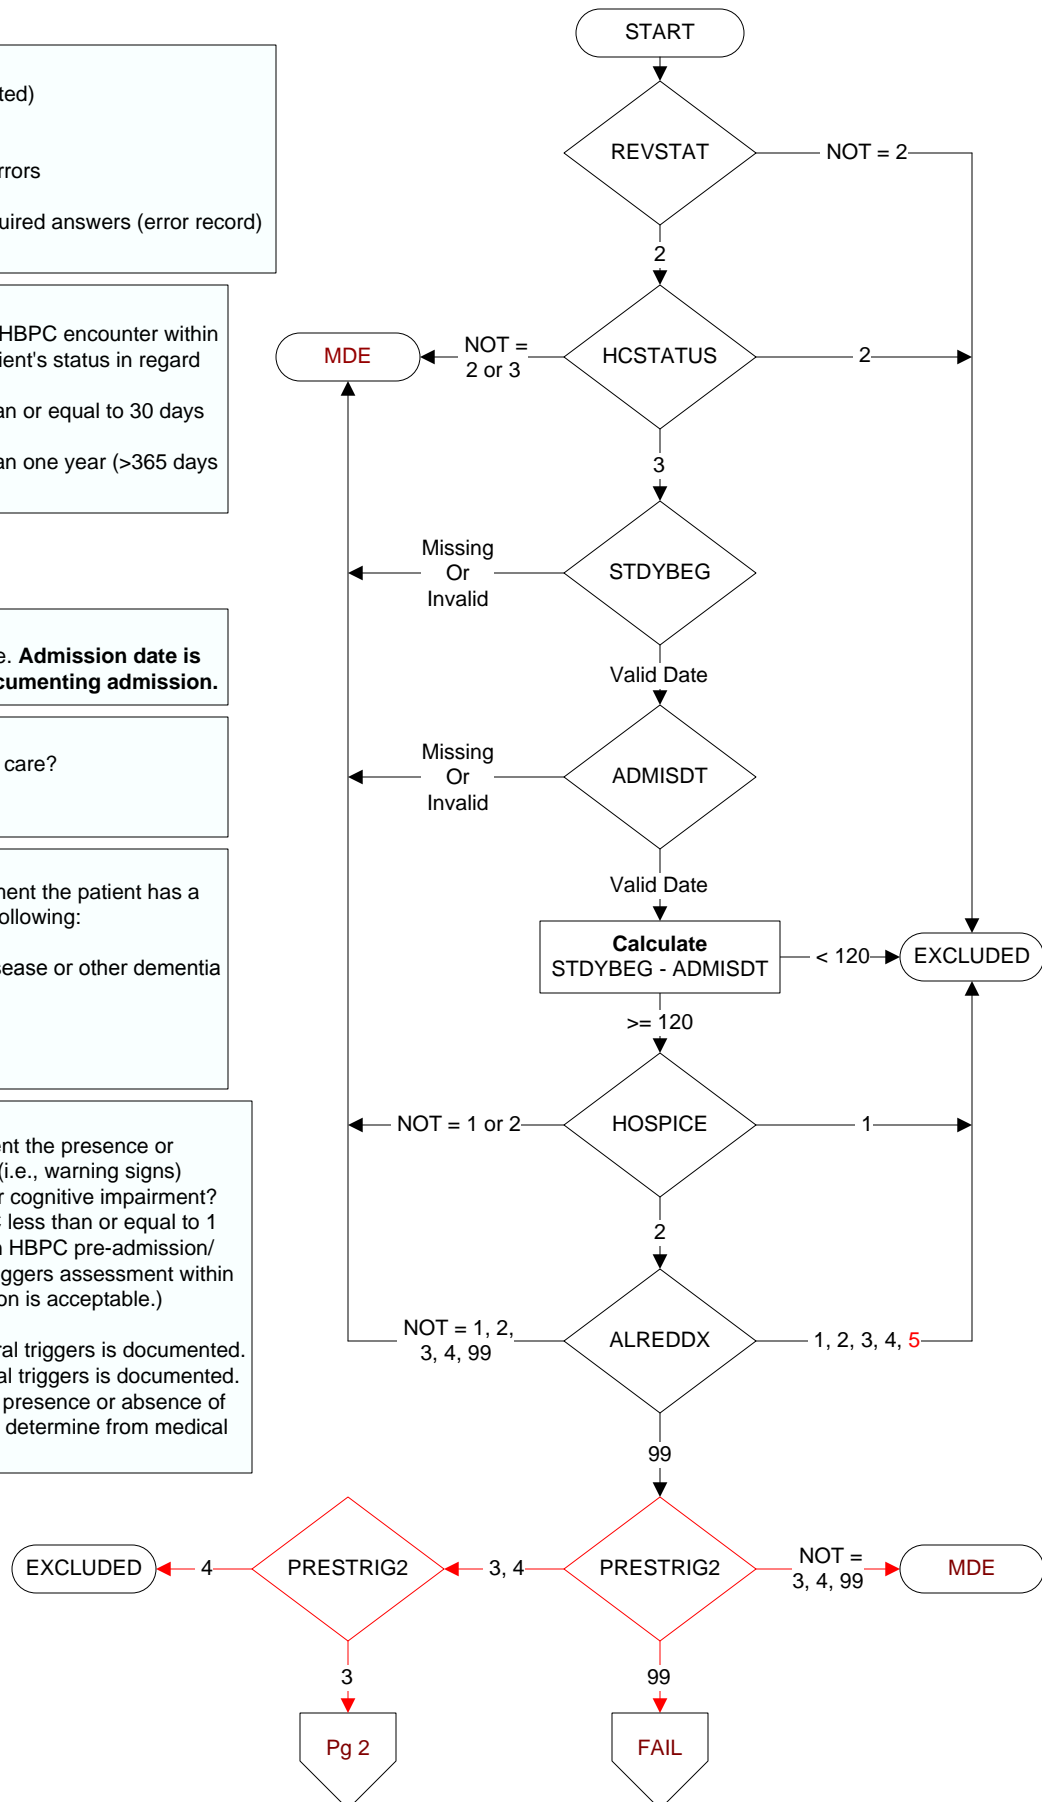 START
ted)
REVSTAT
NOT = 2
rrors
uired answers (error record)
2
HBPC encounter within
ient's status in regard
an or equal to 30 days
an one year (>365 days
MDE
NOT =
2 or 3
HCSTATUS
2
3
Missing
Or
Invalid
STDYBEG
Valid Date
e. Admission date is
cumenting admission.
Missing
Or
Invalid
ADMISDT
care?
Valid Date
nent the patient has a
ollowing:
sease or other dementia
Calculate
STDYBEG - ADMISDT
< 120
EXCLUDED
>= 120
ent the presence or
(i.e., warning signs)
r cognitive impairment?
C less than or equal to 1
n HBPC pre-admission/
iggers assessment within
on is acceptable.)
ral triggers is documented.
al triggers is documented.
presence or absence of
determine from medical
NOT = 1 or 2
HOSPICE
1
2
NOT = 1, 2,
3, 4, 99
ALREDDX
1, 2, 3, 4, 5
99
EXCLUDED
4
PRESTRIG2
3, 4
PRESTRIG2
NOT =
3, 4, 99
MDE
3
99
Pg 2
FAIL